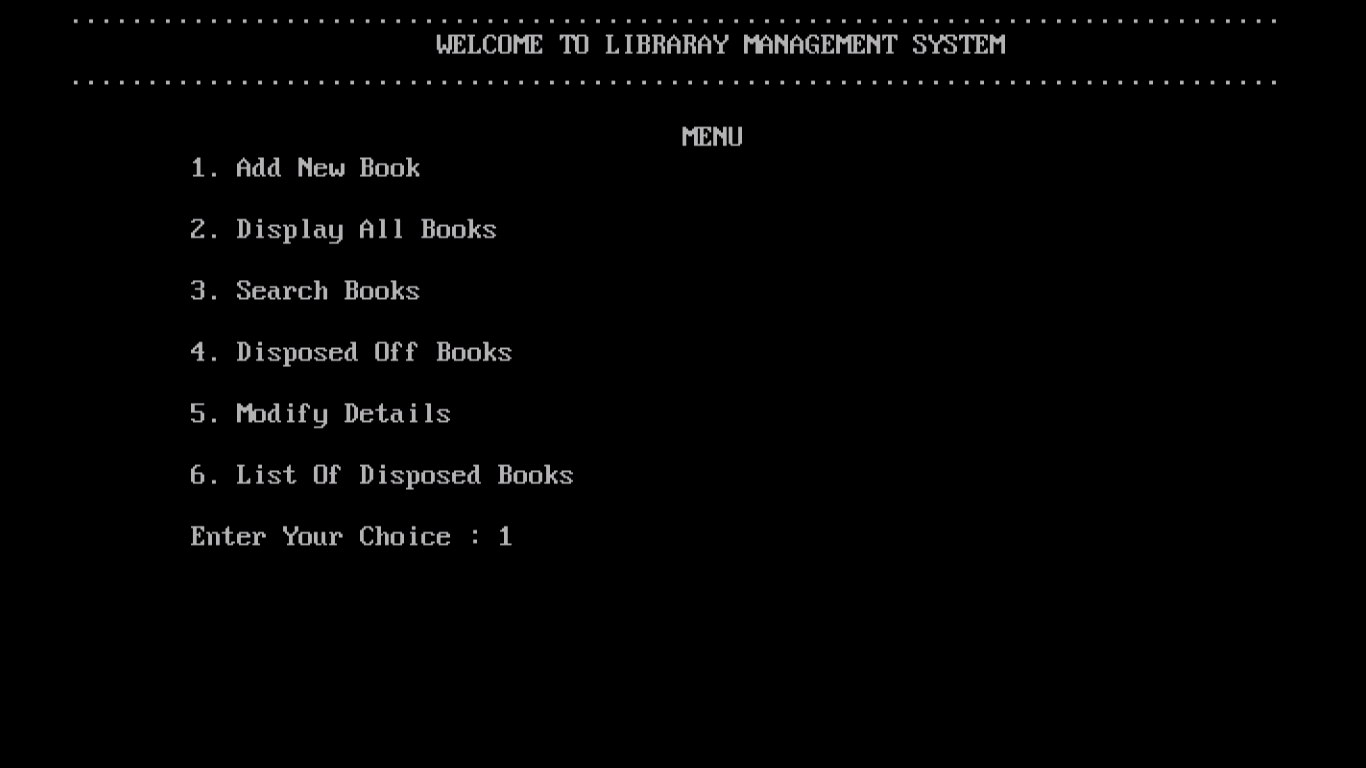 ................................................................................
WELCOME TO LIBRARAY MANAGEMENT SYSTEM
................................................................................
MENU
1. Add New Book
2. Display All Books
3. Search Books
4. Disposed Off Books
5. Modify Details
6. List Of Disposed Books
Enter Your Choice : 1